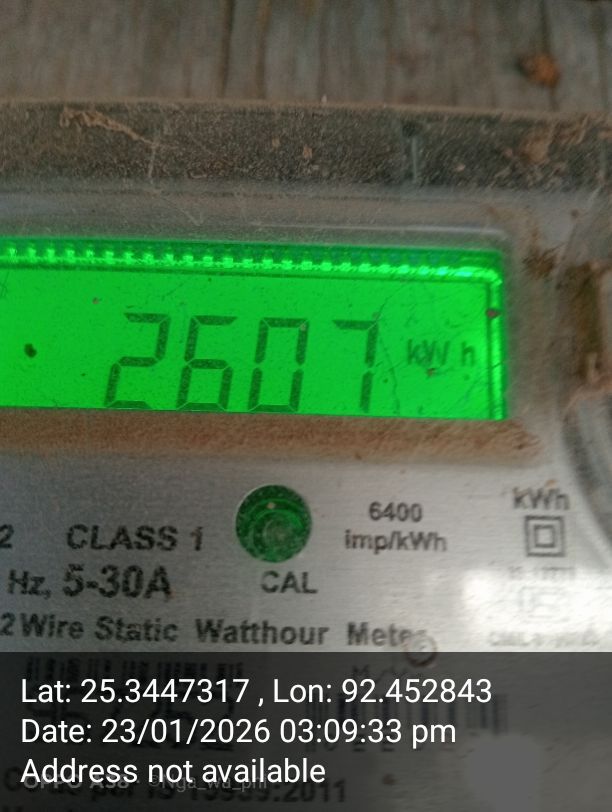 2607 kWh
6400
imp/kWh
kWh
2 CLASS 1
Hz, 5-30A
CAL
2 Wire Static Watthour Meter
Lat: 25.3447317 , Lon: 92.452843
Date: 23/01/2026 03:09:33 pm
Address not available